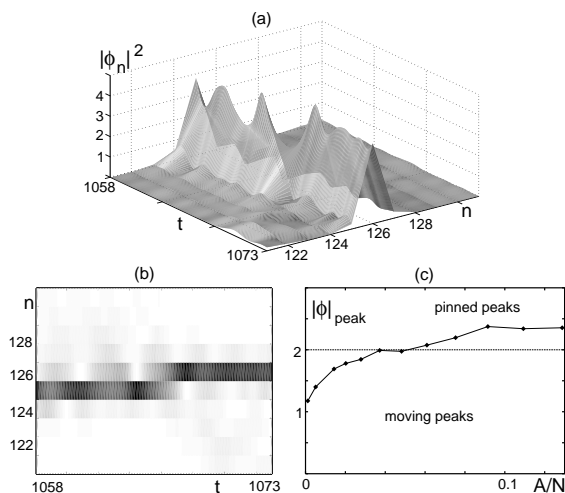 (a)
|ϕₙ|²
4
3
2
1
1058
t
1073
122
124
126
128
n
(b)
n
128
126
124
122
1058
t
1073
(c)
|ϕ|peak
pinned peaks
2
moving peaks
1
0
0.1
A/N